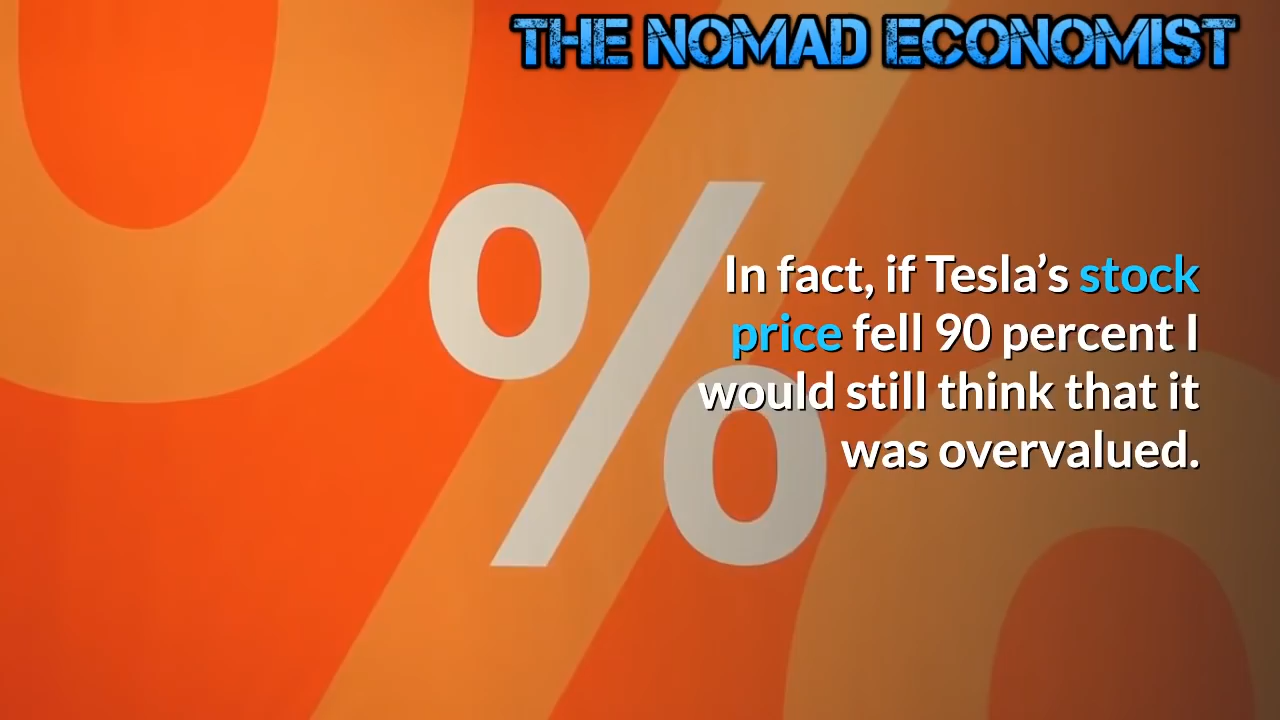 THE NOMAD ECONOMIST
%
In fact, if Tesla’s stock
price fell 90 percent I
would still think that it
was overvalued.